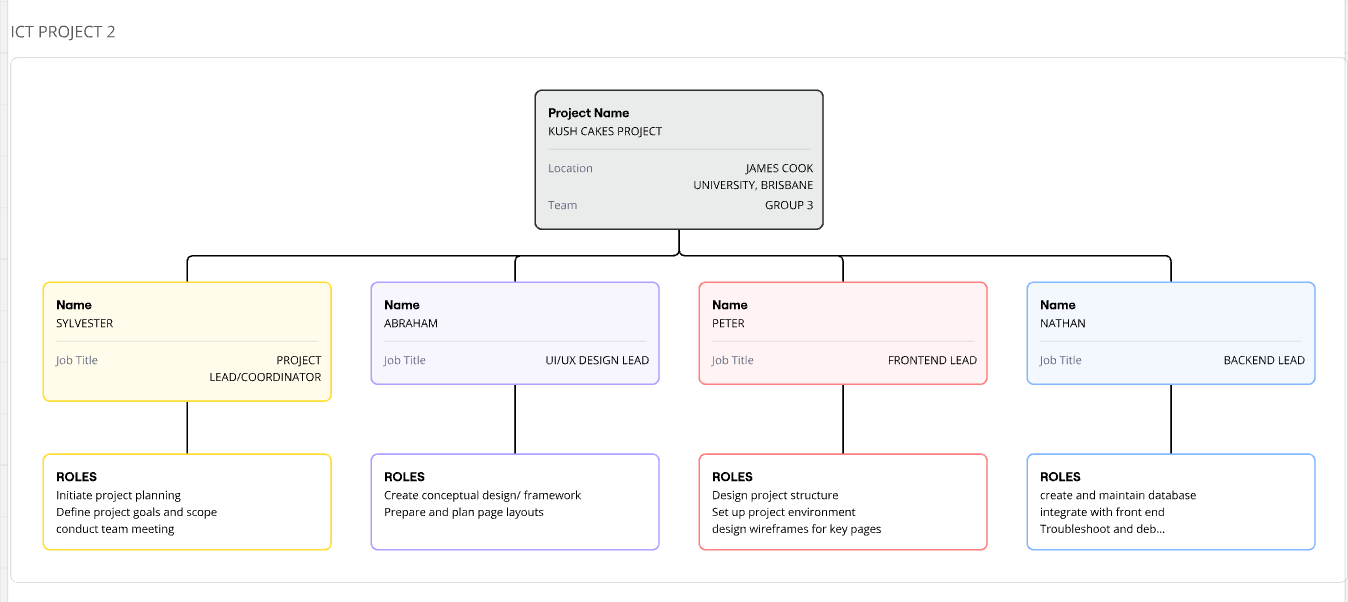 ICT PROJECT 2
Project Name
KUSH CAKES PROJECT
Location JAMES COOK
UNIVERSITY, BRISBANE
Team GROUP 3
Name
SYLVESTER
Job Title PROJECT
LEAD/COORDINATOR
Name
ABRAHAM
Job Title UI/UX DESIGN LEAD
Name
PETER
Job Title FRONTEND LEAD
Name
NATHAN
Job Title BACKEND LEAD
ROLES
Initiate project planning
Define project goals and scope
conduct team meeting
ROLES
Create conceptual design/ framework
Prepare and plan page layouts
ROLES
Design project structure
Set up project environment
design wireframes for key pages
ROLES
create and maintain database
integrate with front end
Troubleshoot and deb...